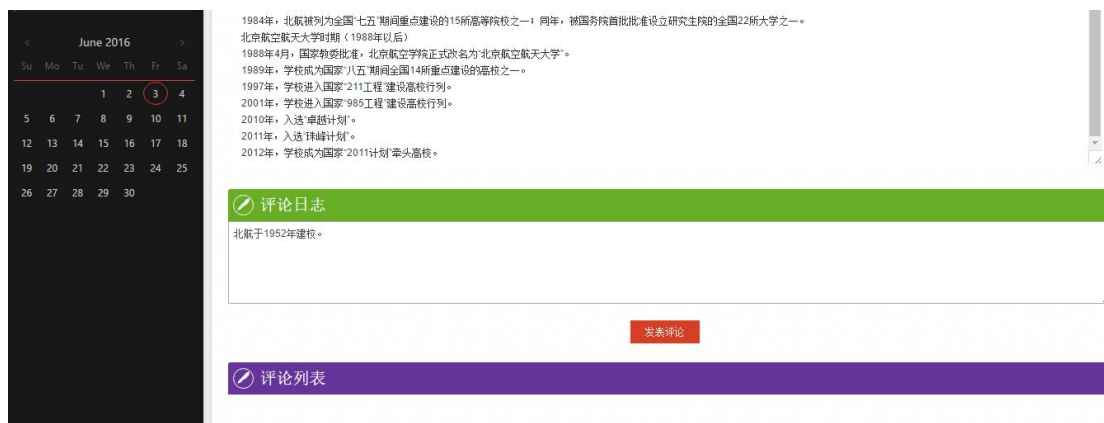 < June 2016 >
Su Mo Tu We Th Fr Sa
1 2 3 4
5 6 7 8 9 10 11
12 13 14 15 16 17 18
19 20 21 22 23 24 25
26 27 28 29 30
1984年，北航被列为全国"七五"期间重点建设的15所高等院校之一；同年，被国务院首批批准设立研究生院的全国22所大学之一。
北京航空航天大学时期（1988年以后）
1988年4月，国家教委批准，北京航空学院正式改名为"北京航空航天大学"。
1989年，学校成为国家"八五"期间全国14所重点建设的高校之一。
1997年，学校进入国家"211工程"建设高校行列。
2001年，学校进入国家"985工程"建设高校行列。
2010年，入选"卓越计划"。
2011年，入选"珠峰计划"。
2012年，学校成为国家"2011计划"牵头高校。
评论日志
北航于1952年建校。
发表评论
评论列表